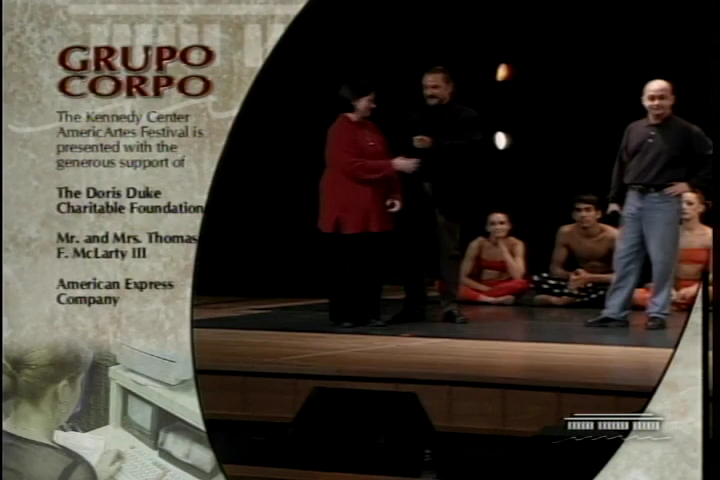 GRUPO
CORPO
The Kennedy Center
AmericArtes Festival is
presented with the
generous support of
The Doris Duke
Charitable Foundation
Mr. and Mrs. Thomas
F. McLarty III
American Express
Company